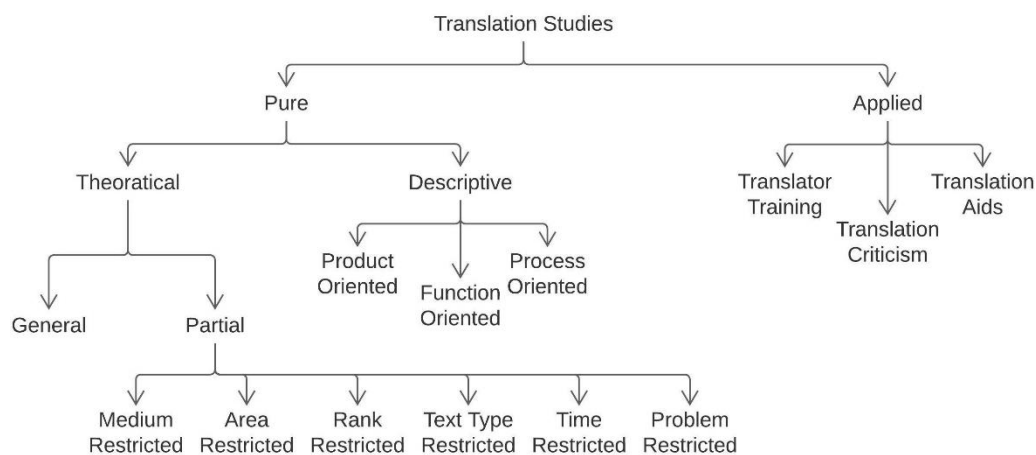 Translation Studies
Pure
Applied
Theoratical
Descriptive
Translator
Training
Translation
Criticism
Translation
Aids
Product
Oriented
Function
Oriented
Process
Oriented
General
Partial
Medium
Restricted
Area
Restricted
Rank
Restricted
Text Type
Restricted
Time
Restricted
Problem
Restricted